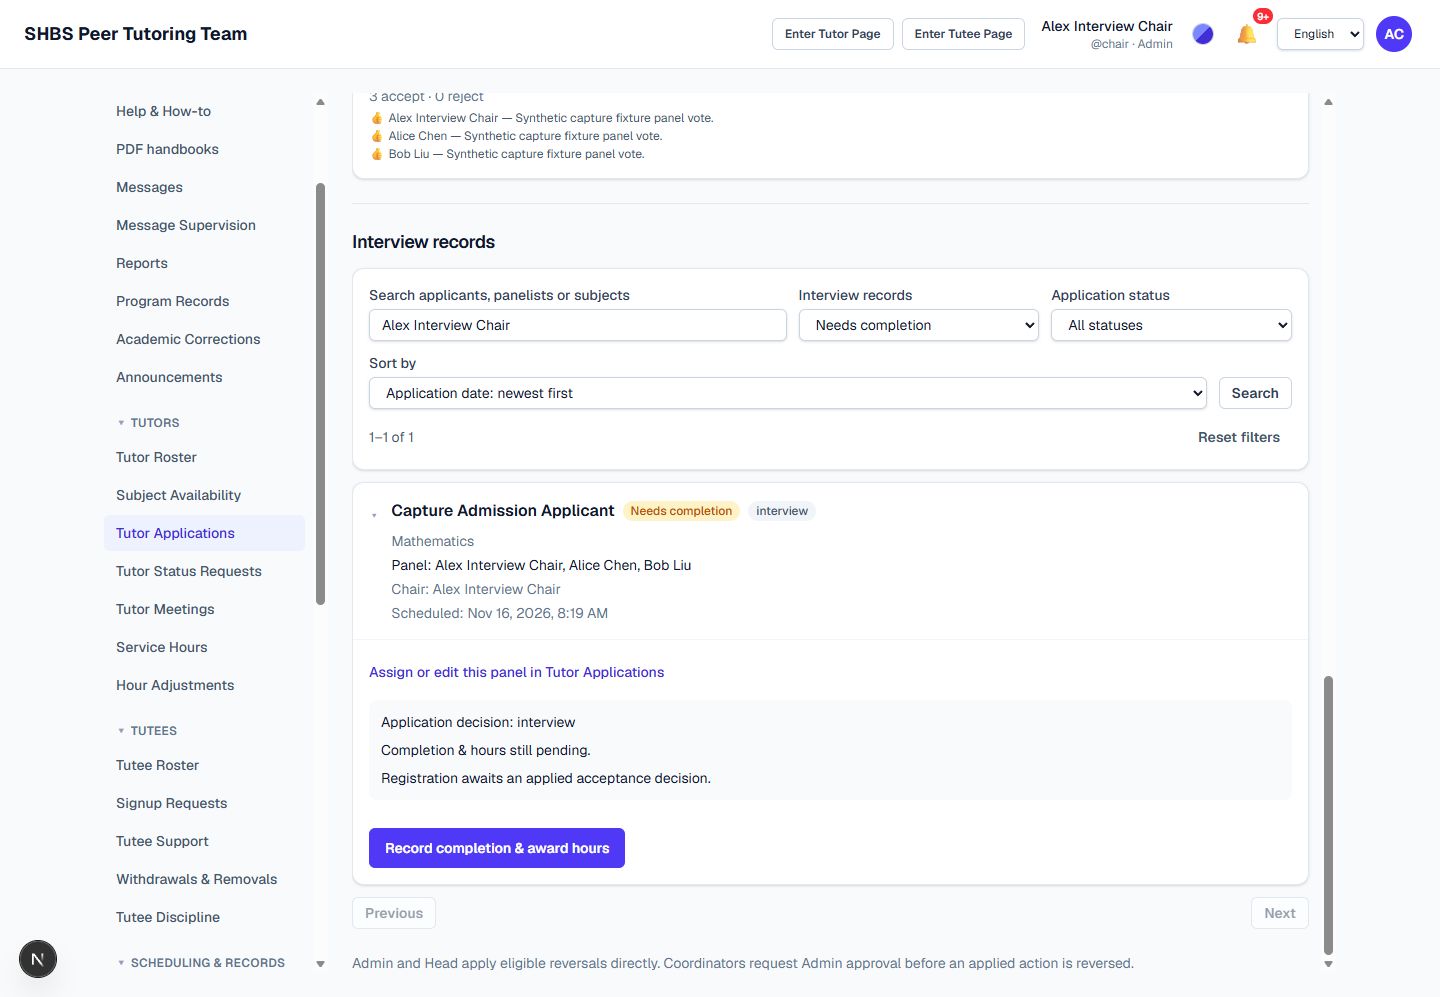 SHBS Peer Tutoring Team
Enter Tutor Page
Enter Tutee Page
Alex Interview Chair
@chair · Admin
9+
English
AC
Help & How-to
PDF handbooks
Messages
Message Supervision
Reports
Program Records
Academic Corrections
Announcements
TUTORS
Tutor Roster
Subject Availability
Tutor Applications
Tutor Status Requests
Tutor Meetings
Service Hours
Hour Adjustments
TUTEES
Tutee Roster
Signup Requests
Tutee Support
Withdrawals & Removals
Tutee Discipline
SCHEDULING & RECORDS
N
3 accept · 0 reject
👍 Alex Interview Chair — Synthetic capture fixture panel vote.
👍 Alice Chen — Synthetic capture fixture panel vote.
👍 Bob Liu — Synthetic capture fixture panel vote.
Interview records
Search applicants, panelists or subjects
Alex Interview Chair
Interview records
Needs completion
Application status
All statuses
Sort by
Application date: newest first
Search
1–1 of 1
Reset filters
Capture Admission Applicant Needs completion interview
Mathematics
Panel: Alex Interview Chair, Alice Chen, Bob Liu
Chair: Alex Interview Chair
Scheduled: Nov 16, 2026, 8:19 AM
Assign or edit this panel in Tutor Applications
Application decision: interview
Completion & hours still pending.
Registration awaits an applied acceptance decision.
Record completion & award hours
Previous
Next
Admin and Head apply eligible reversals directly. Coordinators request Admin approval before an applied action is reversed.